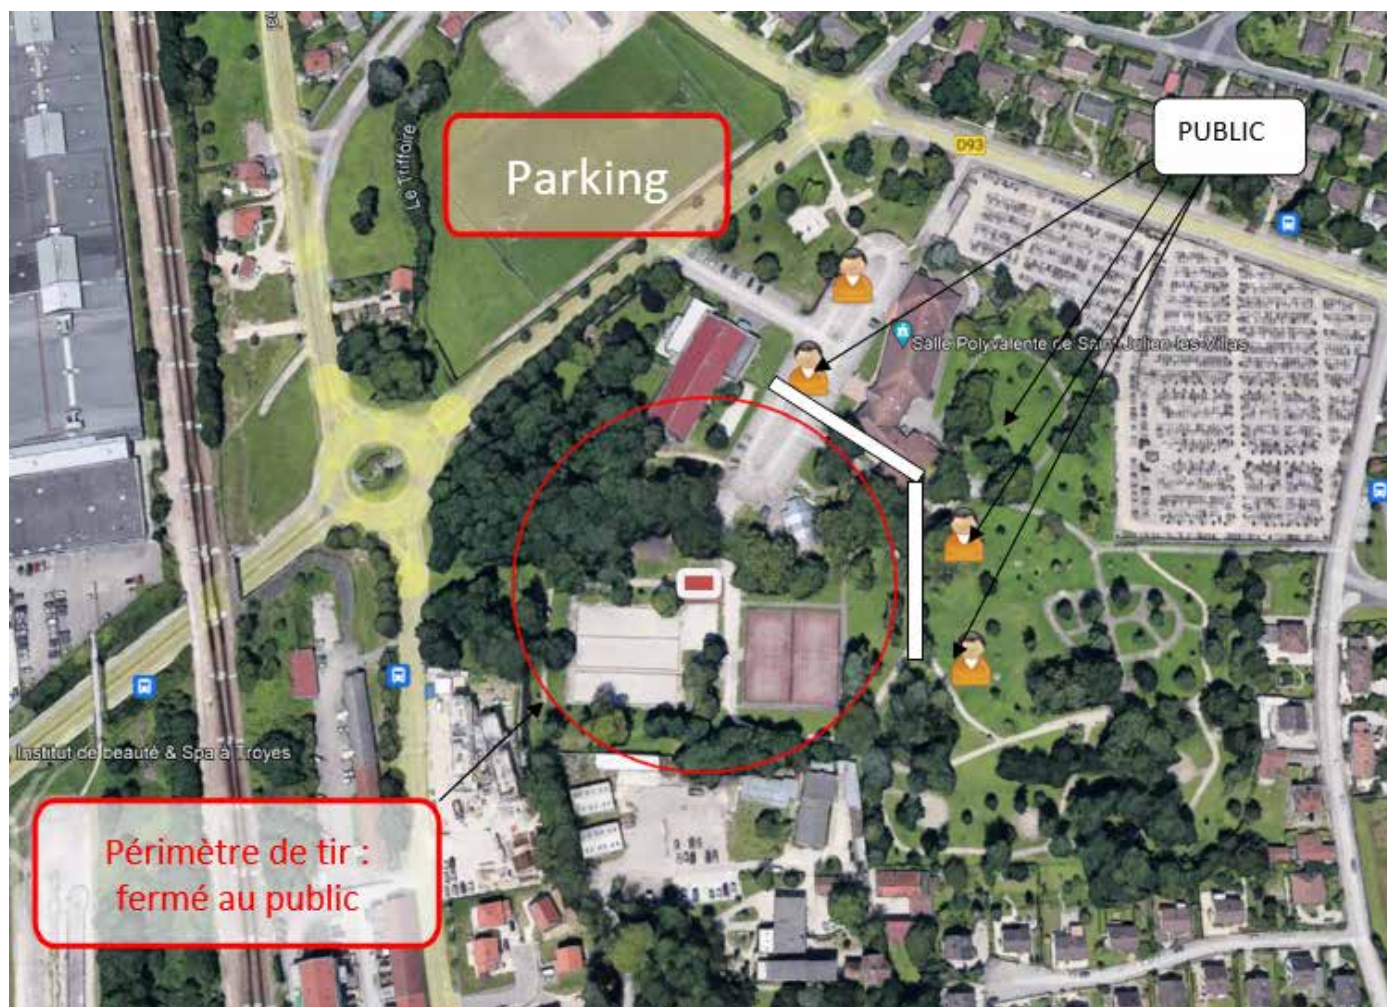 Le Triffoire
Parking
PUBLIC
D93
Salle Polyvalente de Saint-Julien-les-Villas
Institut de beauté & Spa à Troyes
Périmètre de tir :
fermé au public